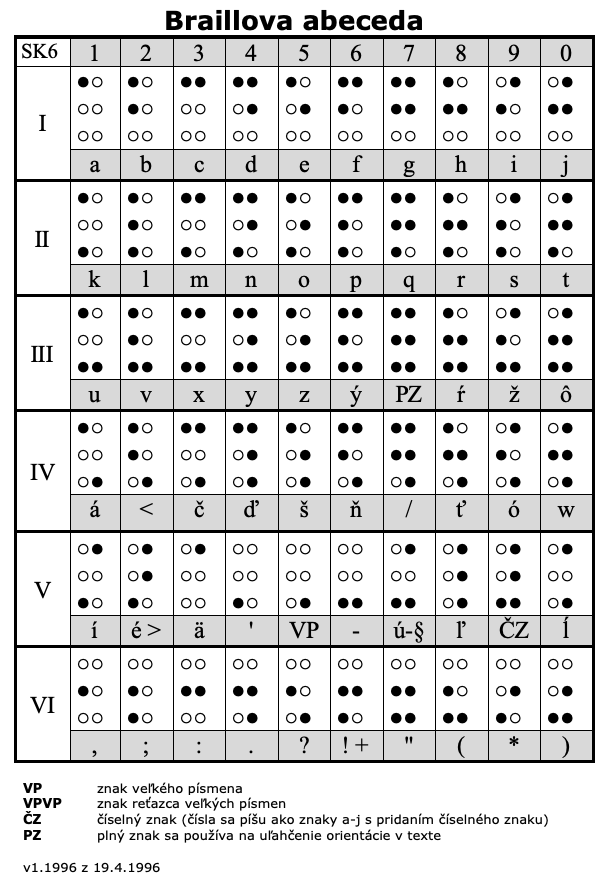 Braillova abeceda
SK6 1 2 3 4 5 6 7 8 9 0
I
a b c d e f g h i j
II
k l m n o p q r s t
III
u v x y z ý PZ ŕ ž ô
IV
á < č ď š ň / ť ó w
V
í é > ä ' VP - ú-§ ľ ČZ ĺ
VI
, ; : . ? ! + " ( * )
VP znak veľkého písmena
VPVP znak reťazca veľkých písmen
ČZ číselný znak (čísla sa píšu ako znaky a-j s pridaním číselného znaku)
PZ plný znak sa používa na uľahčenie orientácie v texte
v1.1996 z 19.4.1996